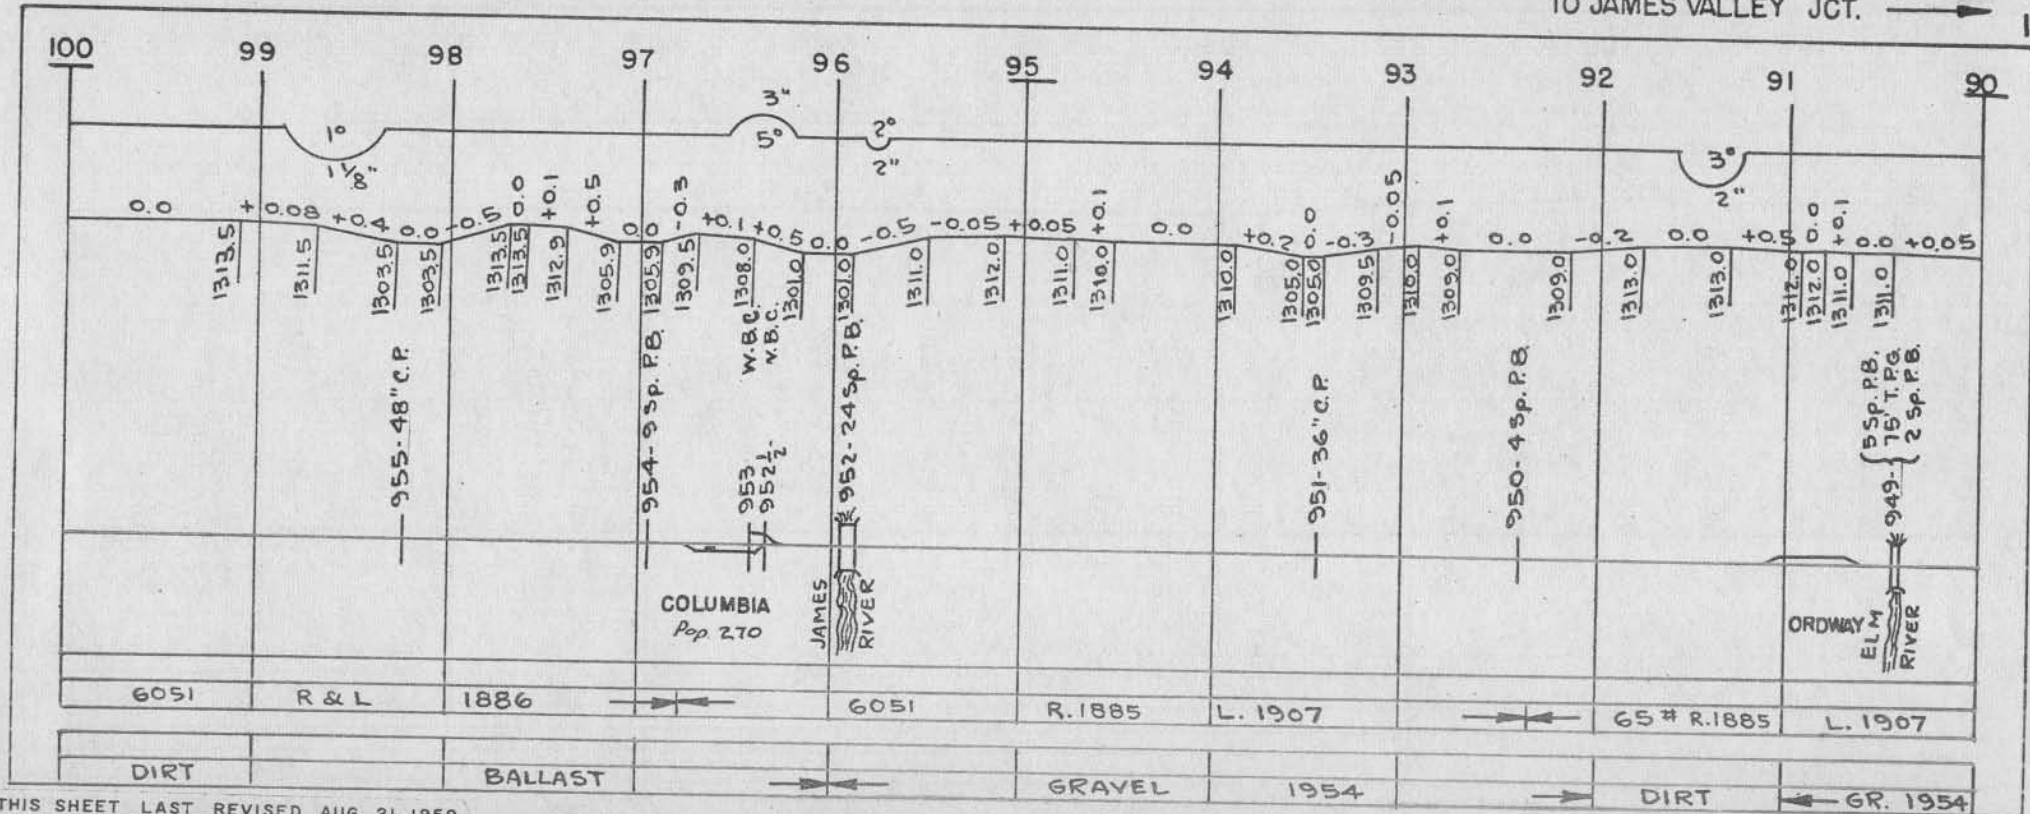 TO JAMES VALLEY JCT.
100 99 98 97 96 95 94 93 92 91 90
1° 3" 5° 2° 3°
1 1/8" 2" 2"
0.0 +0.08 +0.4 0.0 -0.5 0.0 +0.1 +0.5 0.0 -0.3 +0.1 +0.5 0.0 -0.5 -0.05 +0.05 +0.1 0.0 +0.2 0.0 -0.3 -0.05 +0.1 0.0 -0.2 0.0 +0.5 0.0 +0.1 0.0 +0.05
1313.5 1311.5 1303.5 1303.5 1313.5 1313.5 1312.9 1305.9 1305.9 1309.5 1308.0 1301.0 1301.0 1311.0 1312.0 1311.0 1310.0 1310.0 1305.0 1305.0 1309.5 1310.0 1309.0 1309.0 1313.0 1313.0 1312.0 1312.0 1311.0 1311.0
955-48" C.P.
954-9 Sp. P.B.
953 W.B.C.
952 1/2 N.B.C.
952-24 Sp. P.B.
951-36" C.P.
950-4 Sp. P.B.
949- { 5 Sp. P.B.
75' T.P.G.
2 Sp. P.B.
COLUMBIA
Pop. 270
JAMES
RIVER
ORDWAY
ELM
RIVER
6051 R & L 1886 6051 R. 1885 L. 1907 65# R. 1885 L. 1907
DIRT BALLAST GRAVEL 1954 DIRT GR. 1954
THIS SHEET LAST REVISED AUG. 31, 1959